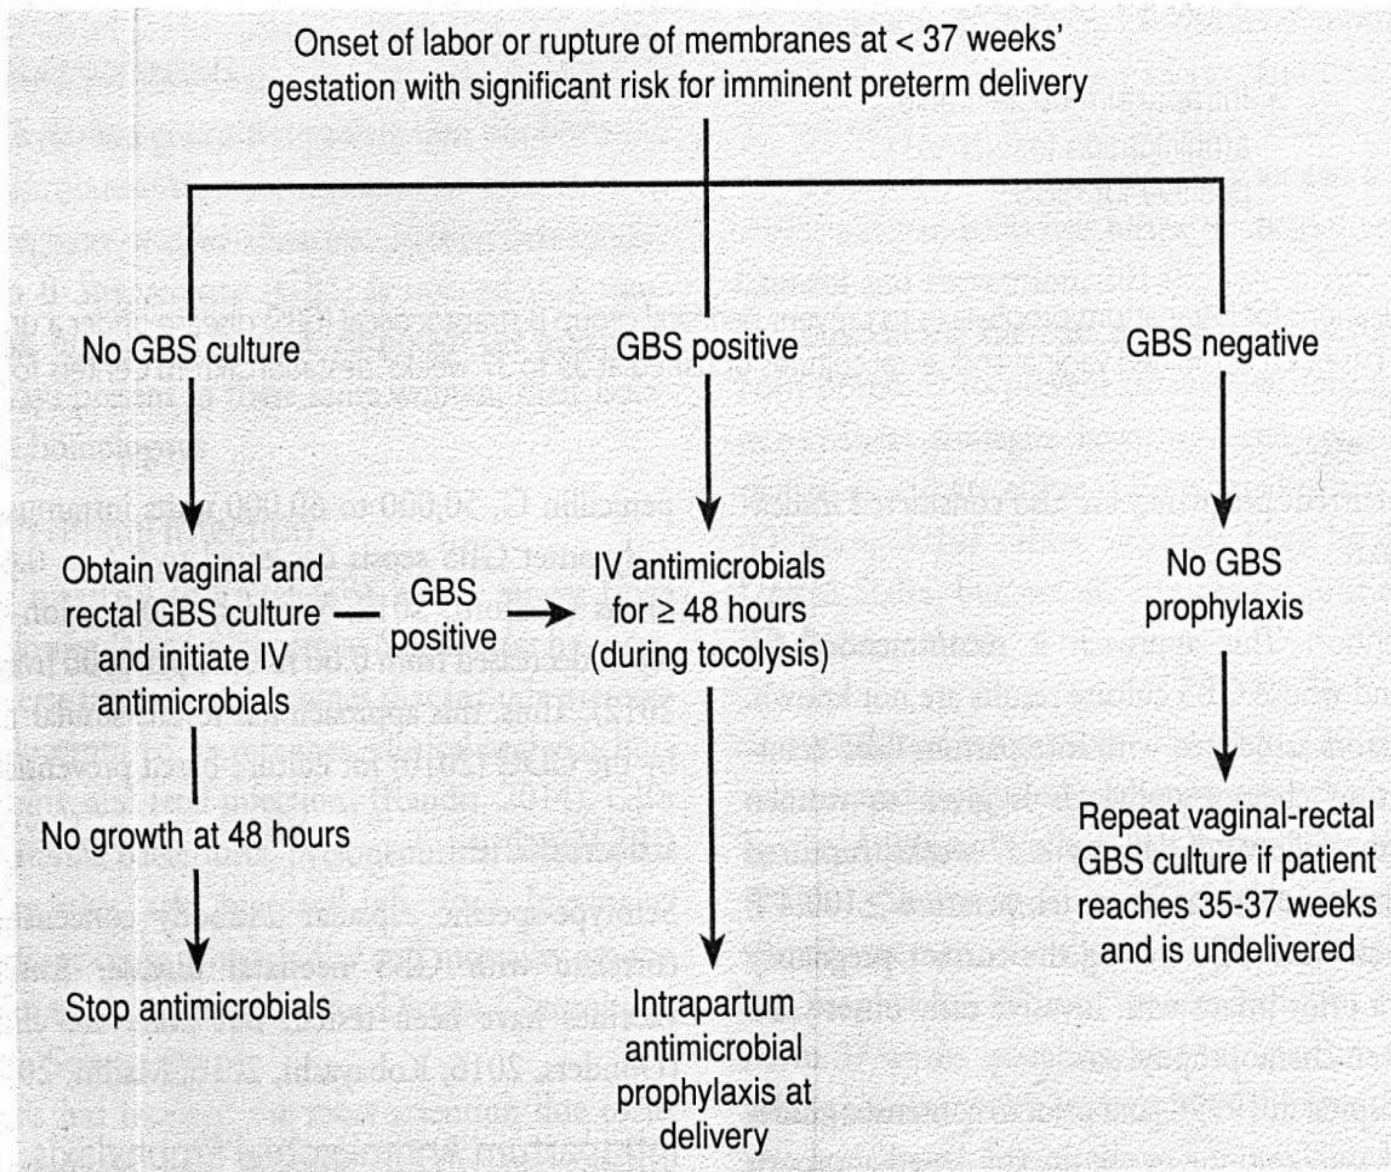 Onset of labor or rupture of membranes at < 37 weeks'
gestation with significant risk for imminent preterm delivery
No GBS culture
GBS positive
GBS negative
Obtain vaginal and
rectal GBS culture
and initiate IV
antimicrobials
GBS
positive
IV antimicrobials
for ≥ 48 hours
(during tocolysis)
No GBS
prophylaxis
No growth at 48 hours
Repeat vaginal-rectal
GBS culture if patient
reaches 35-37 weeks
and is undelivered
Stop antimicrobials
Intrapartum
antimicrobial
prophylaxis at
delivery